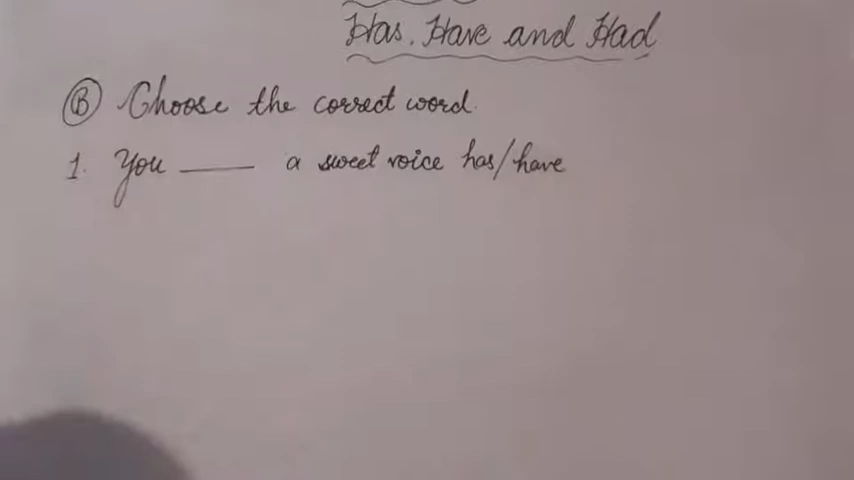 Has, Have and Had
B Choose the correct word.
1. You ____ a sweet voice has/have